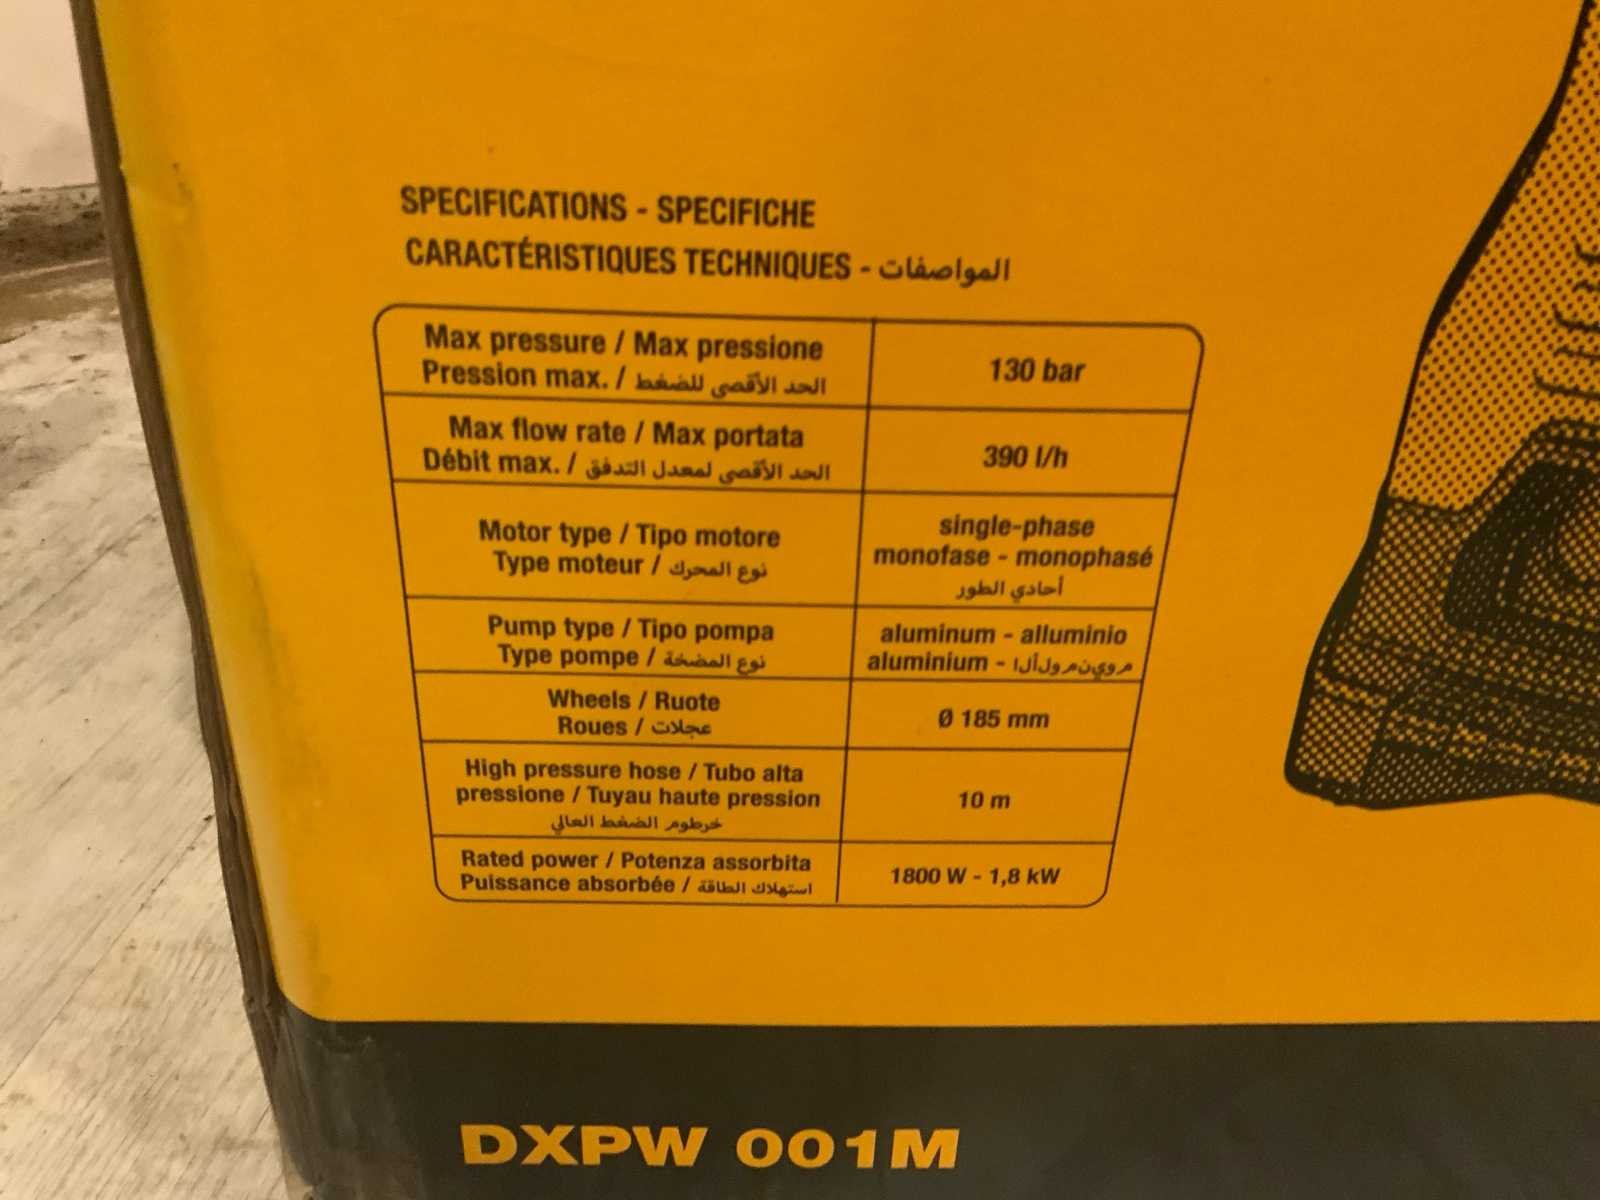 SPECIFICATIONS - SPECIFICHE
CARACTÉRISTIQUES TECHNIQUES - المواصفات
Max pressure / Max pressione
Pression max. / الحد الأقصى للضغط
130 bar
Max flow rate / Max portata
Débit max. / الحد الأقصى لمعدل التدفق
390 l/h
Motor type / Tipo motore
Type moteur / نوع المحرك
single-phase
monofase - monophasé
أحادي الطور
Pump type / Tipo pompa
Type pompe / نوع المضخة
aluminum - alluminio
aluminium - م و ي ن م و ل أ ل ا
Wheels / Ruote
Roues / عجلات
Ø 185 mm
High pressure hose / Tubo alta
pressione / Tuyau haute pression
خرطوم الضغط العالي
10 m
Rated power / Potenza assorbita
Puissance absorbée / استهلاك الطاقة
1800 W - 1,8 kW
DXPW 001M